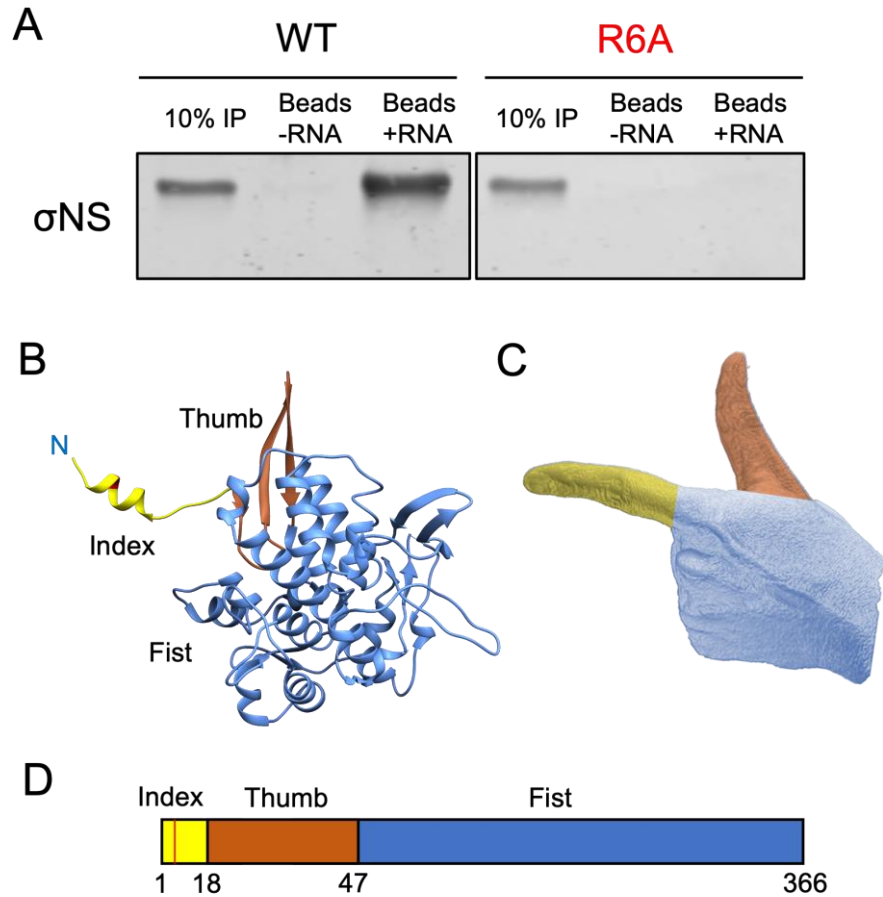 A
WT
R6A
10% IP
Beads
-RNA
Beads
+RNA
10% IP
Beads
-RNA
Beads
+RNA
σNS
B
N
Thumb
Index
Fist
C
D
Index
Thumb
Fist
1
18
47
366